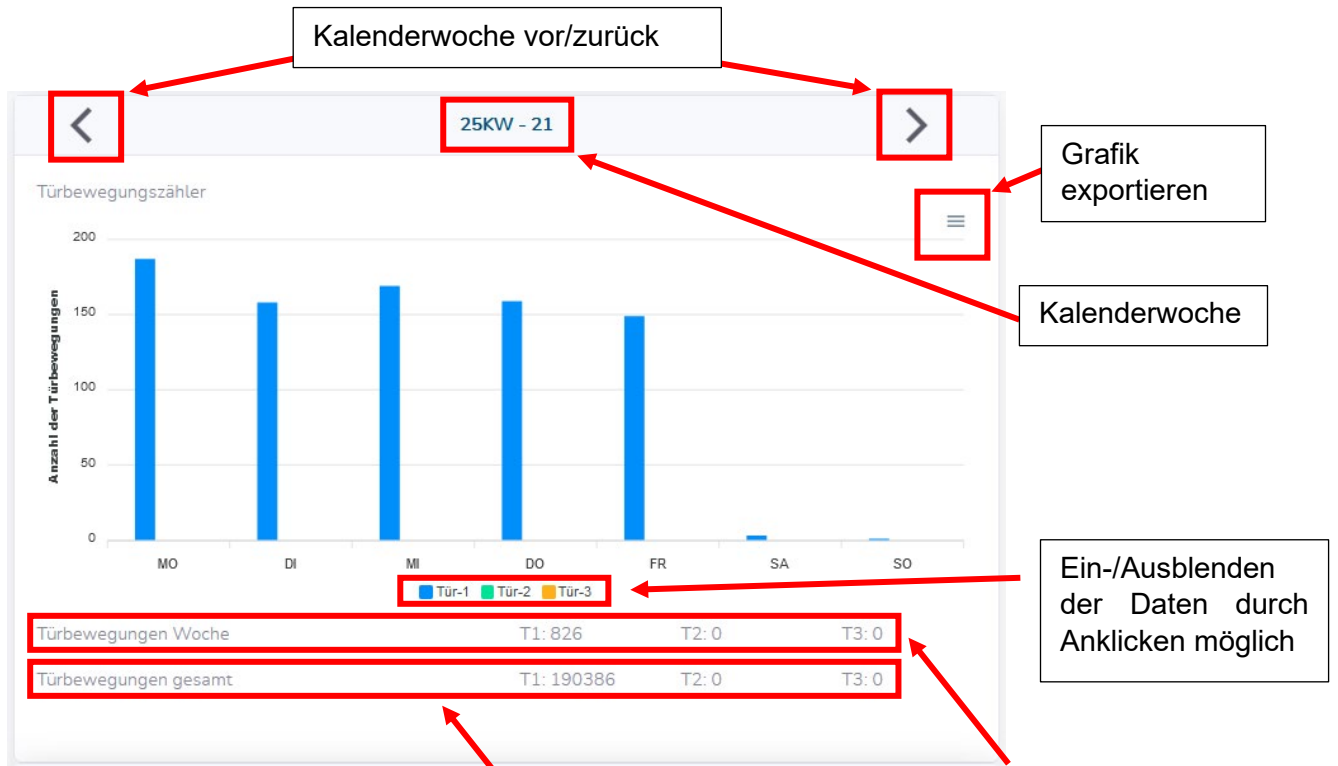 Kalenderwoche vor/zurück
25KW - 21
Grafik
exportieren
Türbewegungszähler
Kalenderwoche
Anzahl der Türbewegungen
200
150
100
50
0
MO DI MI DO FR SA SO
Tür-1 Tür-2 Tür-3
Ein-/Ausblenden
der Daten durch
Anklicken möglich
Türbewegungen Woche T1: 826 T2: 0 T3: 0
Türbewegungen gesamt T1: 190386 T2: 0 T3: 0